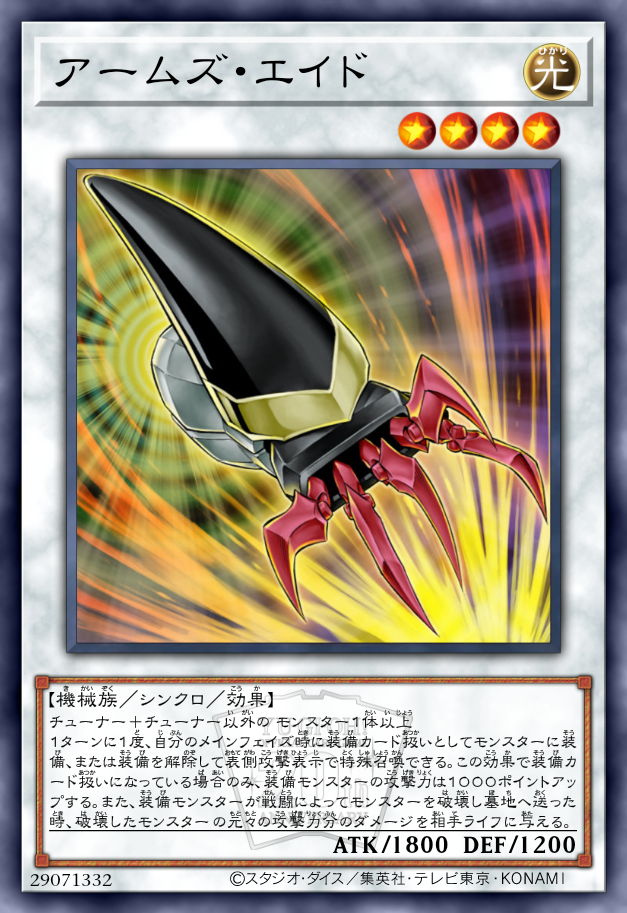 アームズ・エイド
光
【機械族／シンクロ／効果】
チューナー＋チューナー以外のモンスター1体以上
1ターンに1度、自分のメインフェイズ時に装備カード扱いとしてモンスターに装
備、または装備を解除して表側攻撃表示で特殊召喚できる。この効果で装備カ
ード扱いになっている場合のみ、装備モンスターの攻撃力は1000ポイントアッ
プする。また、装備モンスターが戦闘によってモンスターを破壊し墓地へ送った
時、破壊したモンスターの元々の攻撃力分のダメージを相手ライフに与える。
ATK/1800 DEF/1200
29071332 ©スタジオ・ダイス／集英社・テレビ東京・KONAMI